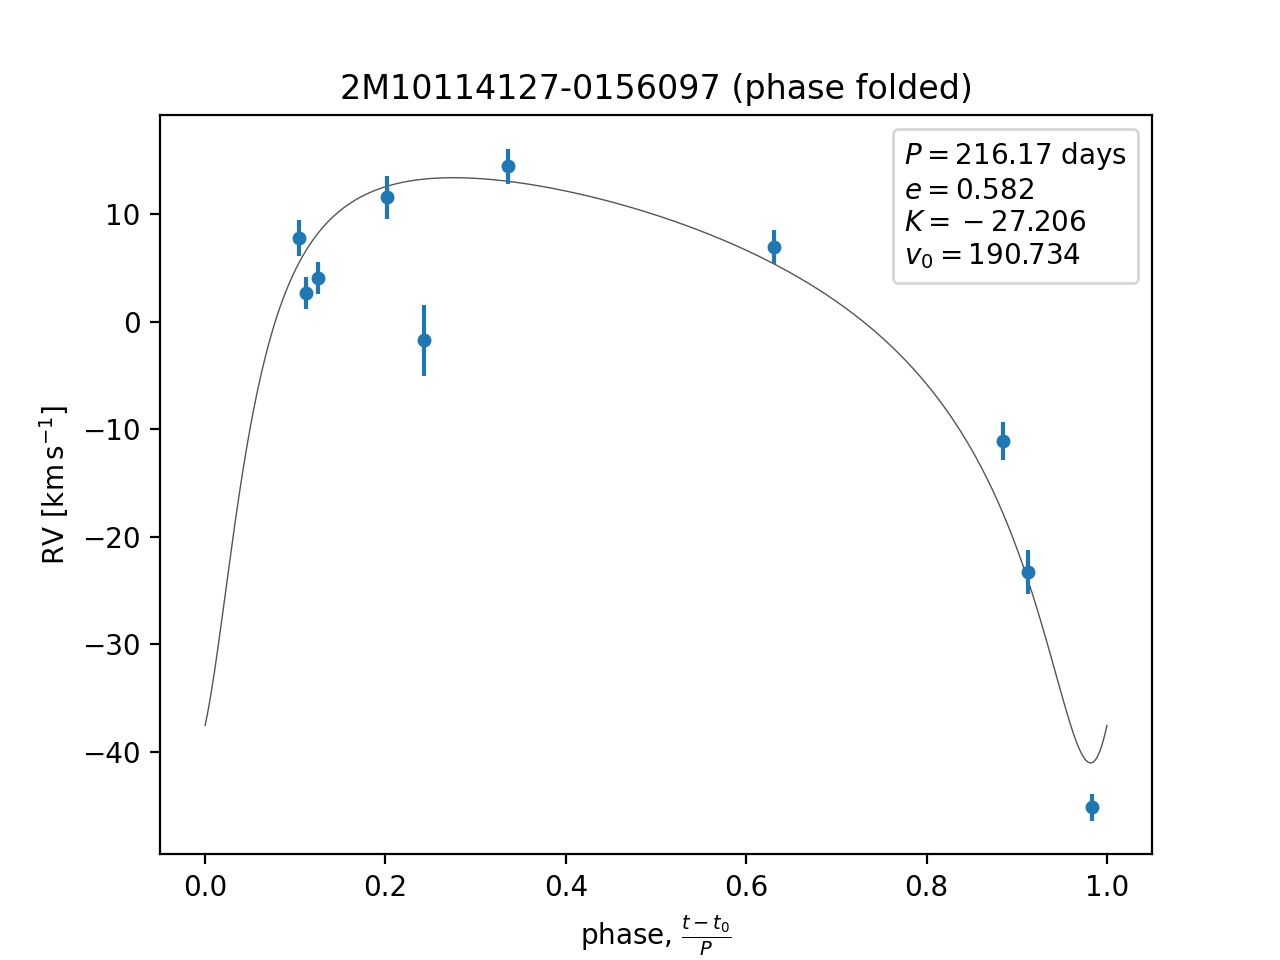 2M10114127-0156097 (phase folded)
P = 216.17 days
e = 0.582
K = −27.206
v₀ = 190.734
RV [km s⁻¹]
10
0
−10
−20
−30
−40
0.0 0.2 0.4 0.6 0.8 1.0
phase, (t − t₀)/P